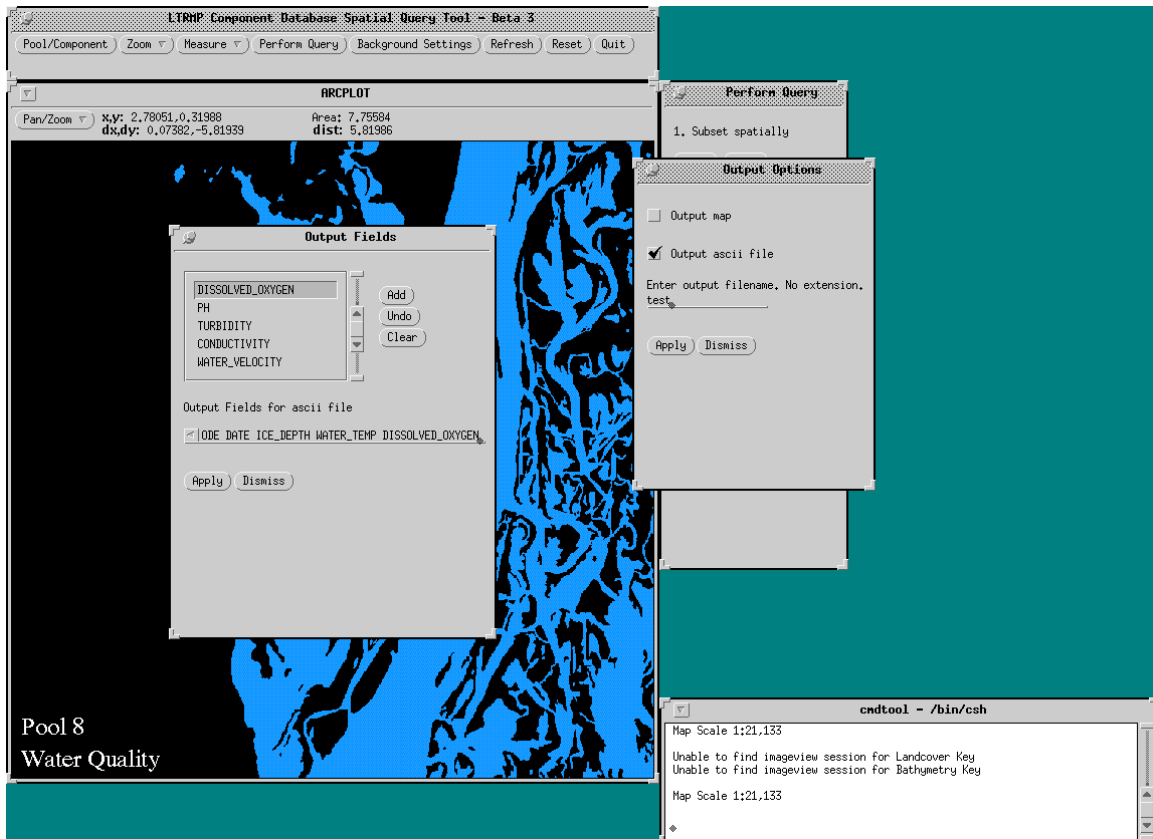 LTRMP Component Database Spatial Query Tool - Beta 3
Pool/Component Zoom Measure Perform Query Background Settings Refresh Reset Quit
ARCPLOT
Pan/Zoom x,y: 2.78051,0.31988 Area: 7.75584
dx,dy: 0.07382,-5.81939 dist: 5.81986
Perform Query
1. Subset spatially
Output Options
Output map
Output ascii file
Enter output filename. No extension.
test
Apply Dismiss
Output Fields
DISSOLVED_OXYGEN
PH
TURBIDITY
CONDUCTIVITY
WATER_VELOCITY
Add
Undo
Clear
Output Fields for ascii file
ODE DATE ICE_DEPTH WATER_TEMP DISSOLVED_OXYGEN
Apply Dismiss
Pool 8
Water Quality
cmdtool - /bin/csh
Map Scale 1:21,133
Unable to find imageview session for Landcover Key
Unable to find imageview session for Bathymetry Key
Map Scale 1:21,133